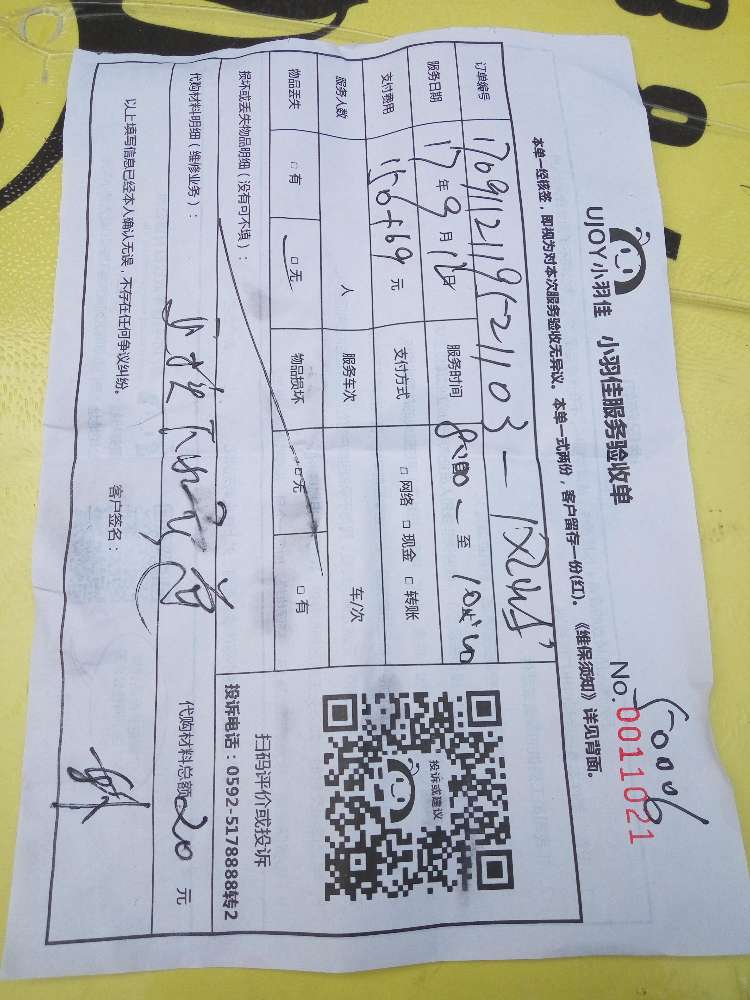 UJOY小羽佳 小羽佳服务验收单
No.0011021
本单一经核签，即视为对本次服务验收无异议。本单一式两份，客户留存一份(红)。《维保须知》详见背面。
订单编号
服务日期 17年9月12日 服务时间 至
支付费用 元 支付方式 □ 网络 □ 现金 □ 转账
服务人数 人 服务车次 车/次
物品丢失 □ 有 □ 无 物品损坏 □ 无 □ 有
投诉或建议
扫码评价或投诉
投诉电话：0592-5178888转2
损坏或丢失物品明细（没有可不填）：
代购材料明细（维修业务）： 代购材料总额 20 元
以上填写信息已经本人确认无误，不存在任何争议纠纷。 客户签名：